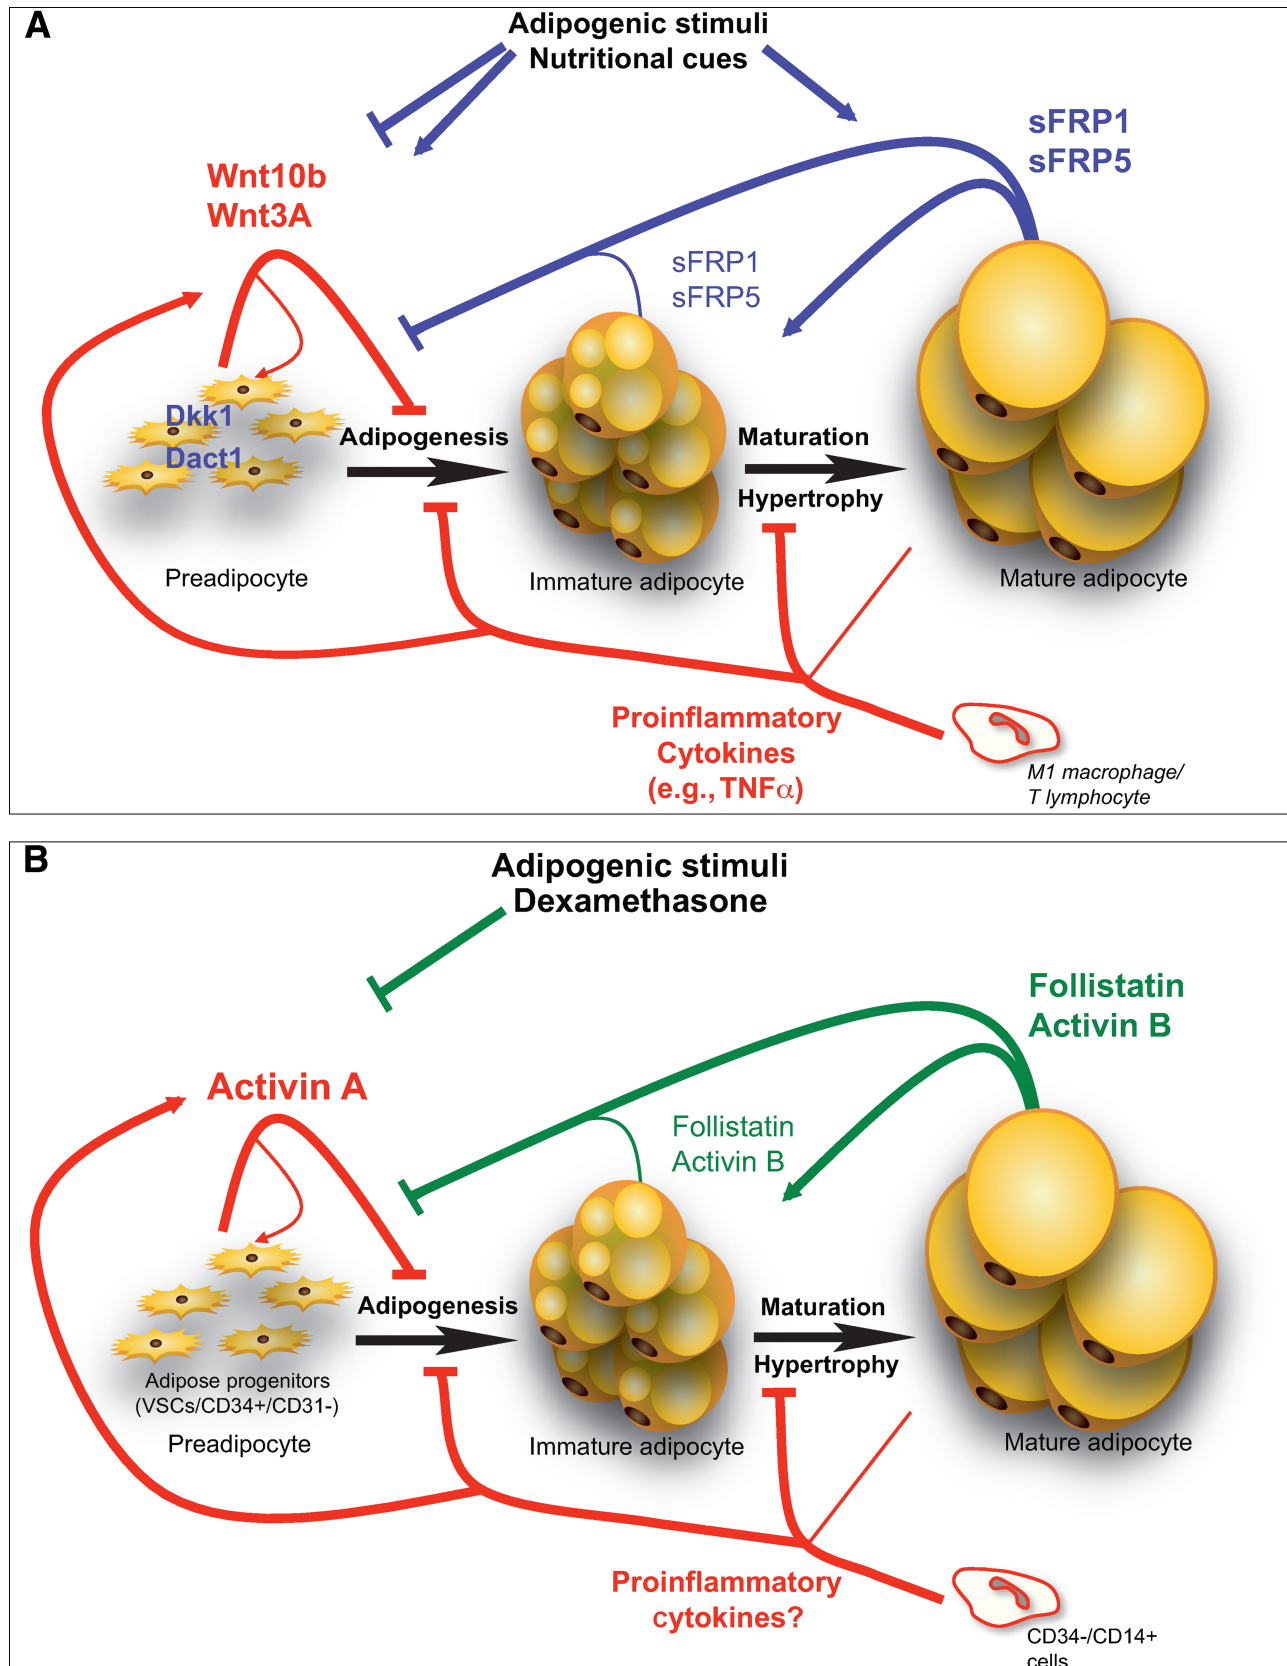 A
Adipogenic stimuli
Nutritional cues
sFRP1
sFRP5
Wnt10b
Wnt3A
sFRP1
sFRP5
Dkk1
Dact1
Adipogenesis
Maturation
Hypertrophy
Preadipocyte
Immature adipocyte
Mature adipocyte
Proinflammatory
Cytokines
(e.g., TNFα)
M1 macrophage/
T lymphocyte
B
Adipogenic stimuli
Dexamethasone
Follistatin
Activin B
Activin A
Follistatin
Activin B
Adipogenesis
Maturation
Hypertrophy
Adipose progenitors
(VSCs/CD34+/CD31-)
Preadipocyte
Immature adipocyte
Mature adipocyte
Proinflammatory
cytokines?
CD34-/CD14+
cells